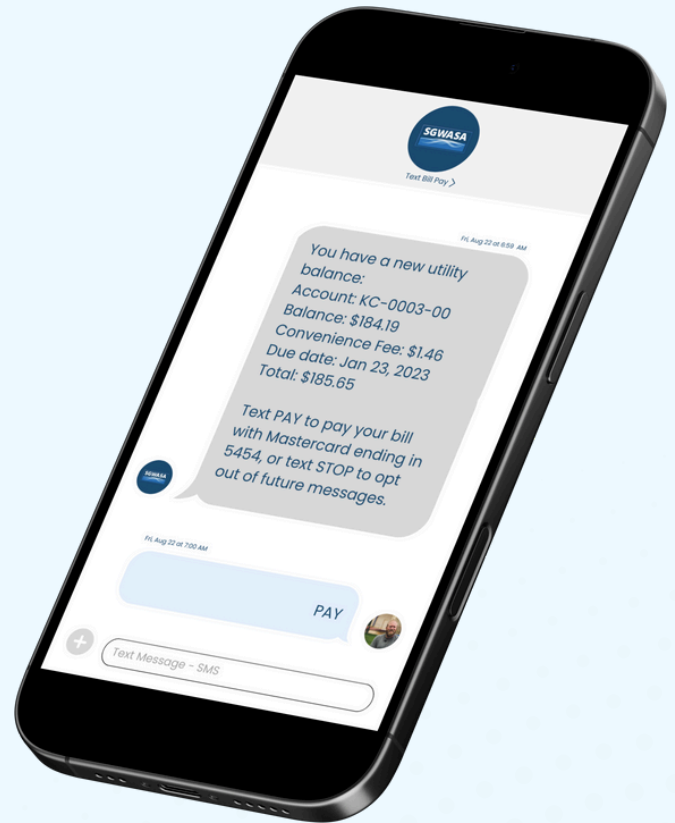 SGWASA
Text Bill Pay >
Fri, Aug 22 at 6:59 AM
You have a new utility
balance:
Account: KC-0003-00
Balance: $184.19
Convenience Fee: $1.46
Due date: Jan 23, 2023
Total: $185.65
Text PAY to pay your bill
with Mastercard ending in
5454, or text STOP to opt
out of future messages.
SGWASA
Fri, Aug 22 at 7:00 AM
PAY
+
Text Message - SMS